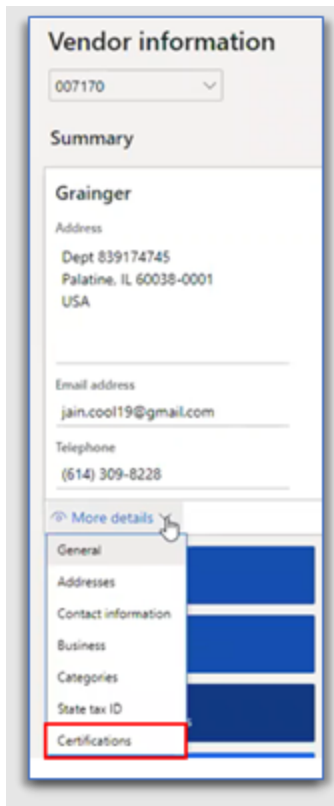 Vendor information
007170
Summary
Grainger
Address
Dept 839174745
Palatine, IL 60038-0001
USA
Email address
jain.cool19@gmail.com
Telephone
(614) 309-8228
More details
General
Addresses
Contact information
Business
Categories
State tax ID
Certifications